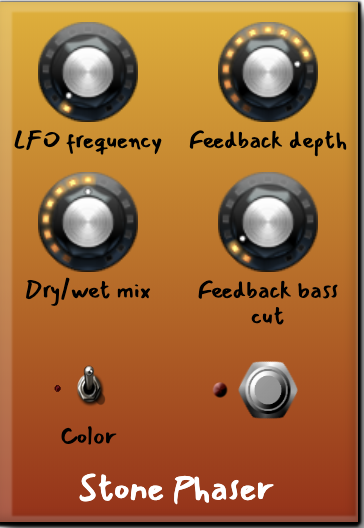 LFO frequency
Feedback depth
Dry/wet mix
Feedback bass
cut
Color
Stone Phaser